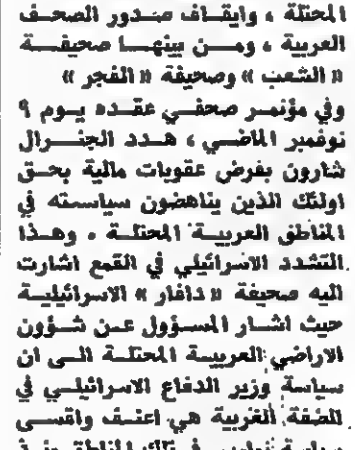 المحتلة ، وايقاف صدور الصحف
العربية ، ومن بينها صحيفة
« الشعب » وصحيفة « الفجر »
وفي مؤتمر صحفي عقده يوم ٩
نوفمبر الماضي ، هدد الجنرال
شارون بفرض عقوبات مالية بحق
اولئك الذين يناهضون سياسته في
المناطق العربية المحتلة . وهذا
التشدد الاسرائيلي في القمع اشارت
اليه صحيفة « دافار » الاسرائيلية
حيث اشار المسؤول عن شؤون
الاراضي العربية المحتلة الى ان
سياسة وزير الدفاع الاسرائيلي في
الضفة الغربية هي اعنف واقسى